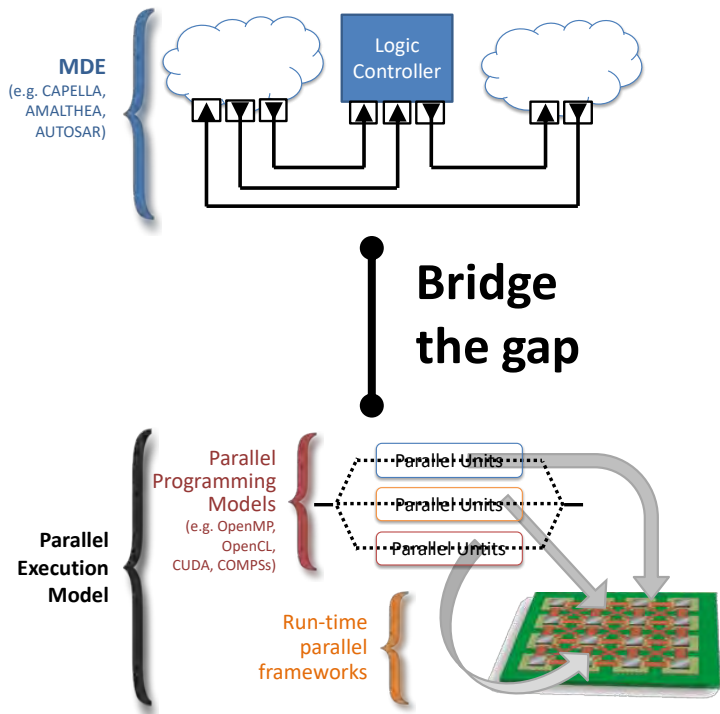 MDE
(e.g. CAPELLA,
AMALTHEA,
AUTOSAR)
Logic
Controller
Bridge
the gap
Parallel
Execution
Model
Parallel
Programming
Models
(e.g. OpenMP,
OpenCL,
CUDA, COMPSs)
Parallel Units
Parallel Units
Parallel Untits
Run-time
parallel
frameworks